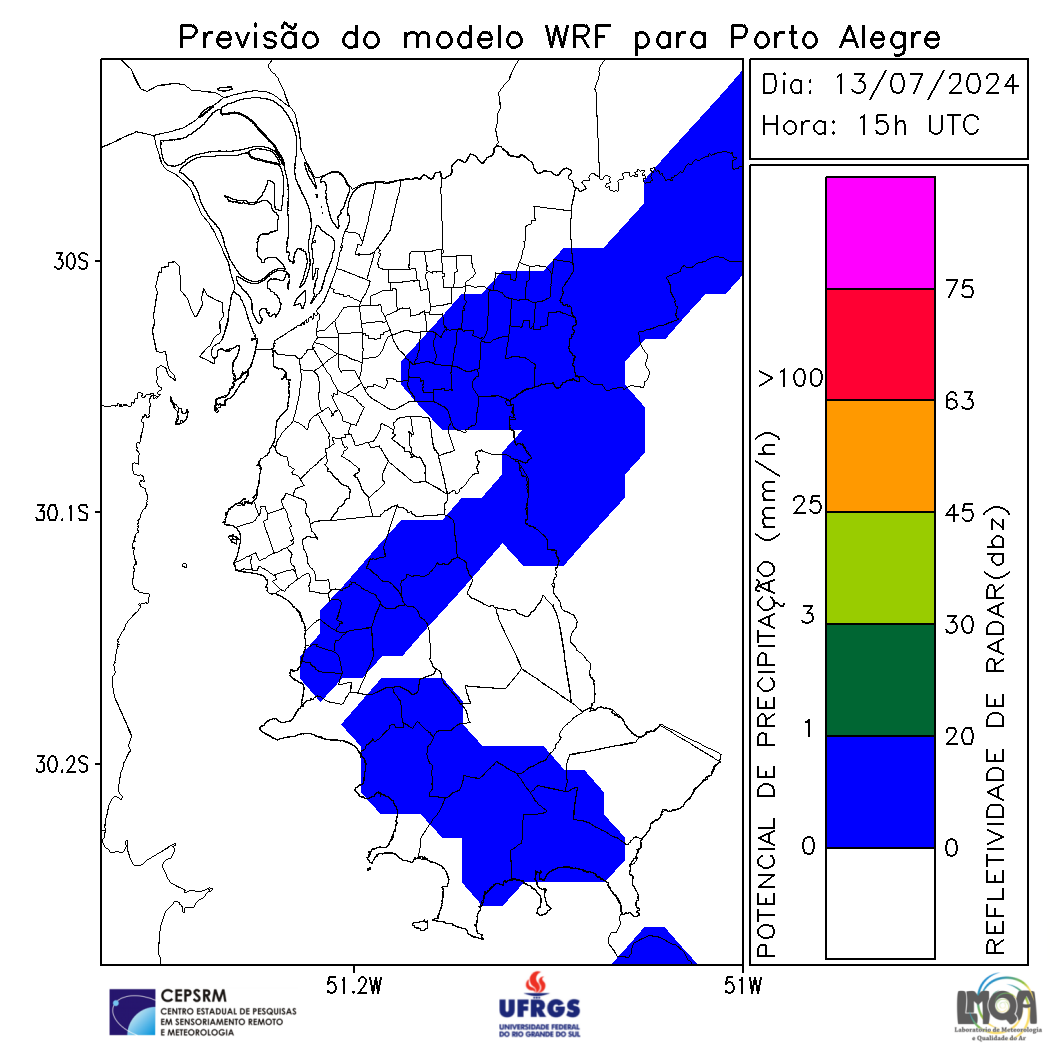 Previsão do modelo WRF para Porto Alegre
Dia: 13/07/2024
Hora: 15h UTC
30S
30.1S
30.2S
51.2W
51W
POTENCIAL DE PRECIPITAÇÃO (mm/h)
>100
25
3
1
0
75
63
45
30
20
0
REFLETIVIDADE DE RADAR(dbz)
CEPSRM
CENTRO ESTADUAL DE PESQUISAS
EM SENSORIAMENTO REMOTO
E METEOROLOGIA
UFRGS
UNIVERSIDADE FEDERAL
DO RIO GRANDE DO SUL
LMQA
Laboratório de Meteorologia
e Qualidade do Ar